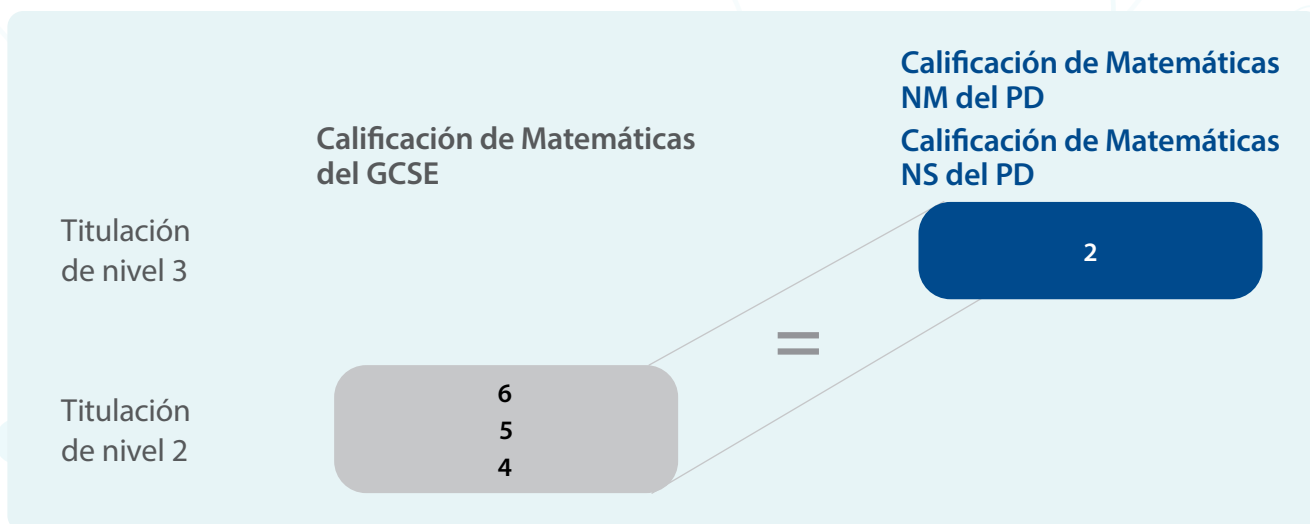 Calificación de Matemáticas
NM del PD
Calificación de Matemáticas
NS del PD
Calificación de Matemáticas
del GCSE
Titulación
de nivel 3
2
=
Titulación
de nivel 2
6
5
4